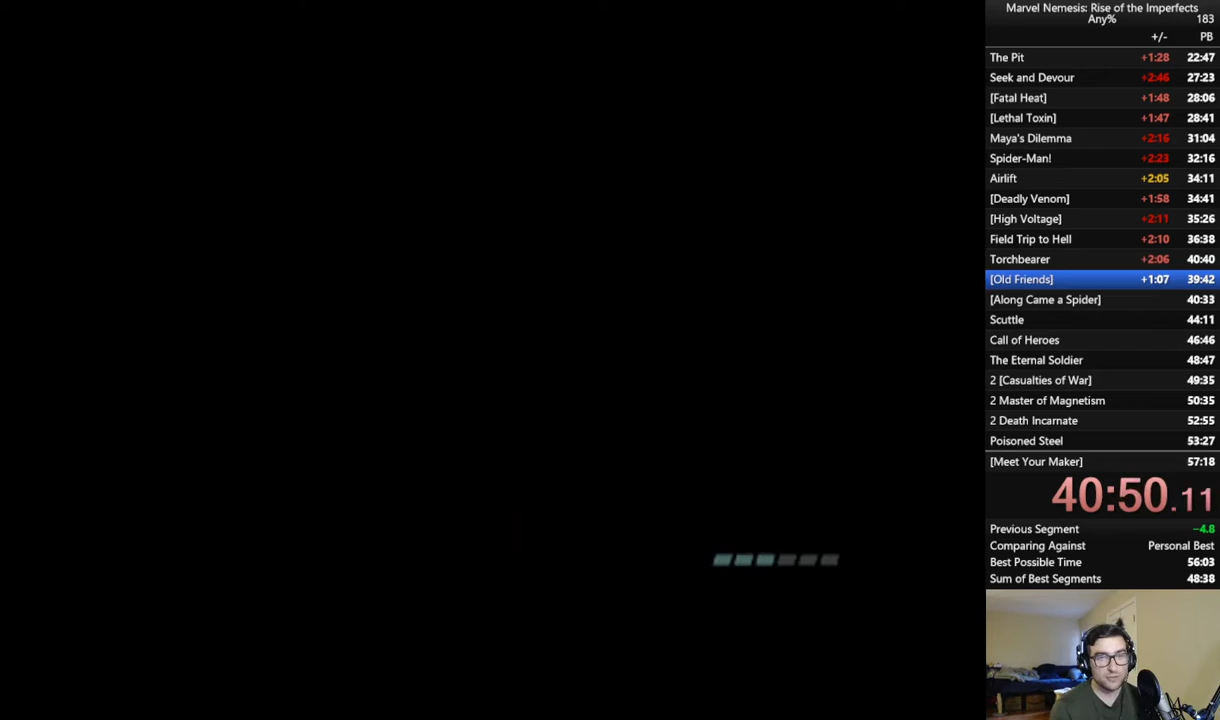 Marvel Nemesis: Rise of the Imperfects
Any% 183
+/- PB
The Pit +1:28 22:47
Seek and Devour +2:46 27:23
[Fatal Heat] +1:48 28:06
[Lethal Toxin] +1:47 28:41
Maya's Dilemma +2:16 31:04
Spider-Man! +2:23 32:16
Airlift +2:05 34:11
[Deadly Venom] +1:58 34:41
[High Voltage] +2:11 35:26
Field Trip to Hell +2:10 36:38
Torchbearer +2:06 40:40
[Old Friends] +1:07 39:42
[Along Came a Spider] 40:33
Scuttle 44:11
Call of Heroes 46:46
The Eternal Soldier 48:47
2 [Casualties of War] 49:35
2 Master of Magnetism 50:35
2 Death Incarnate 52:55
Poisoned Steel 53:27
[Meet Your Maker] 57:18
40:50.11
Previous Segment −4.8
Comparing Against Personal Best
Best Possible Time 56:03
Sum of Best Segments 48:38